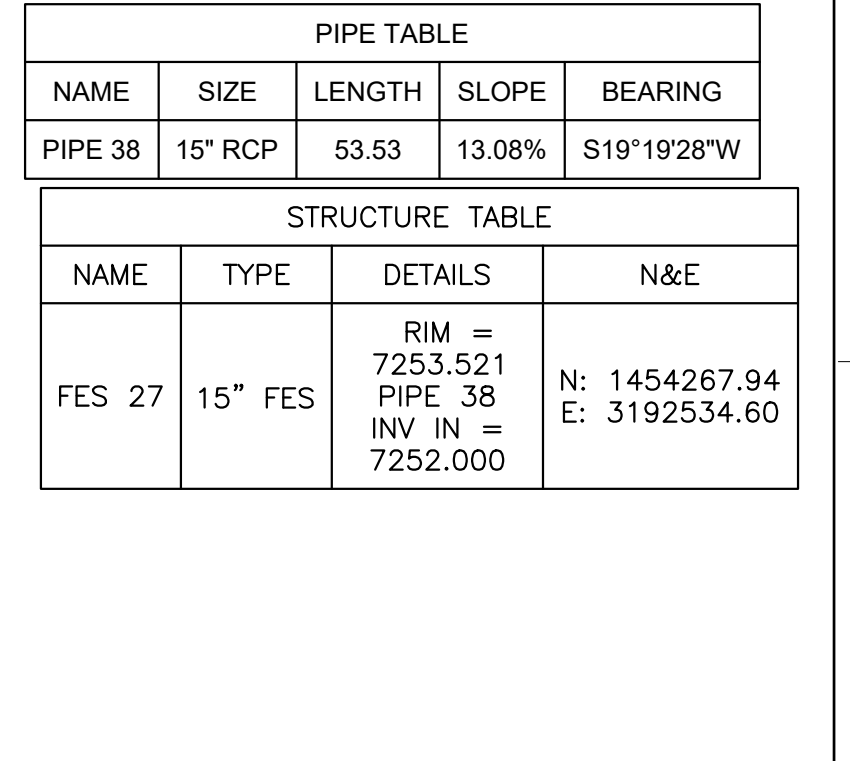 PIPE TABLE
NAME SIZE LENGTH SLOPE BEARING
PIPE 38 15" RCP 53.53 13.08% S19°19'28"W
STRUCTURE TABLE
NAME TYPE DETAILS N&E
FES 27 15" FES
RIM =
7253.521
PIPE 38
INV IN =
7252.000
N: 1454267.94
E: 3192534.60